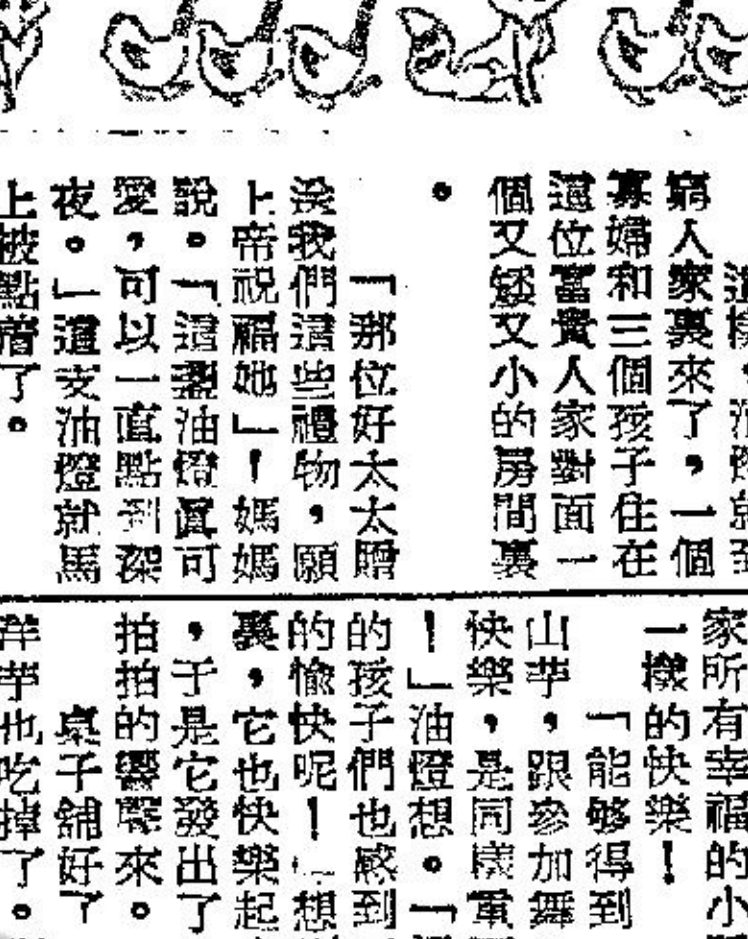 這樣,油燈就到
窮人家裏來了,一個
寡婦和三個孩子住在
這位富貴人家對面一
個又矮又小的房間裏
。
「那位好太太贈
送我們這些禮物,願
上帝祝福她」!媽媽
說。「這盞油燈眞可
愛,可以一直點到深
夜。」這支油燈就馬
上被點着了。
家所有幸福的小
一樣的快樂!
「能够得到
山芋,跟參加舞
快樂,是同樣
!」油燈想。「
的孩子們也感到
的愉快呢!」想
裏,它也快樂起
,于是它發出了
拍拍的響聲來。
桌子舖好了
洋芋也吃掉了。